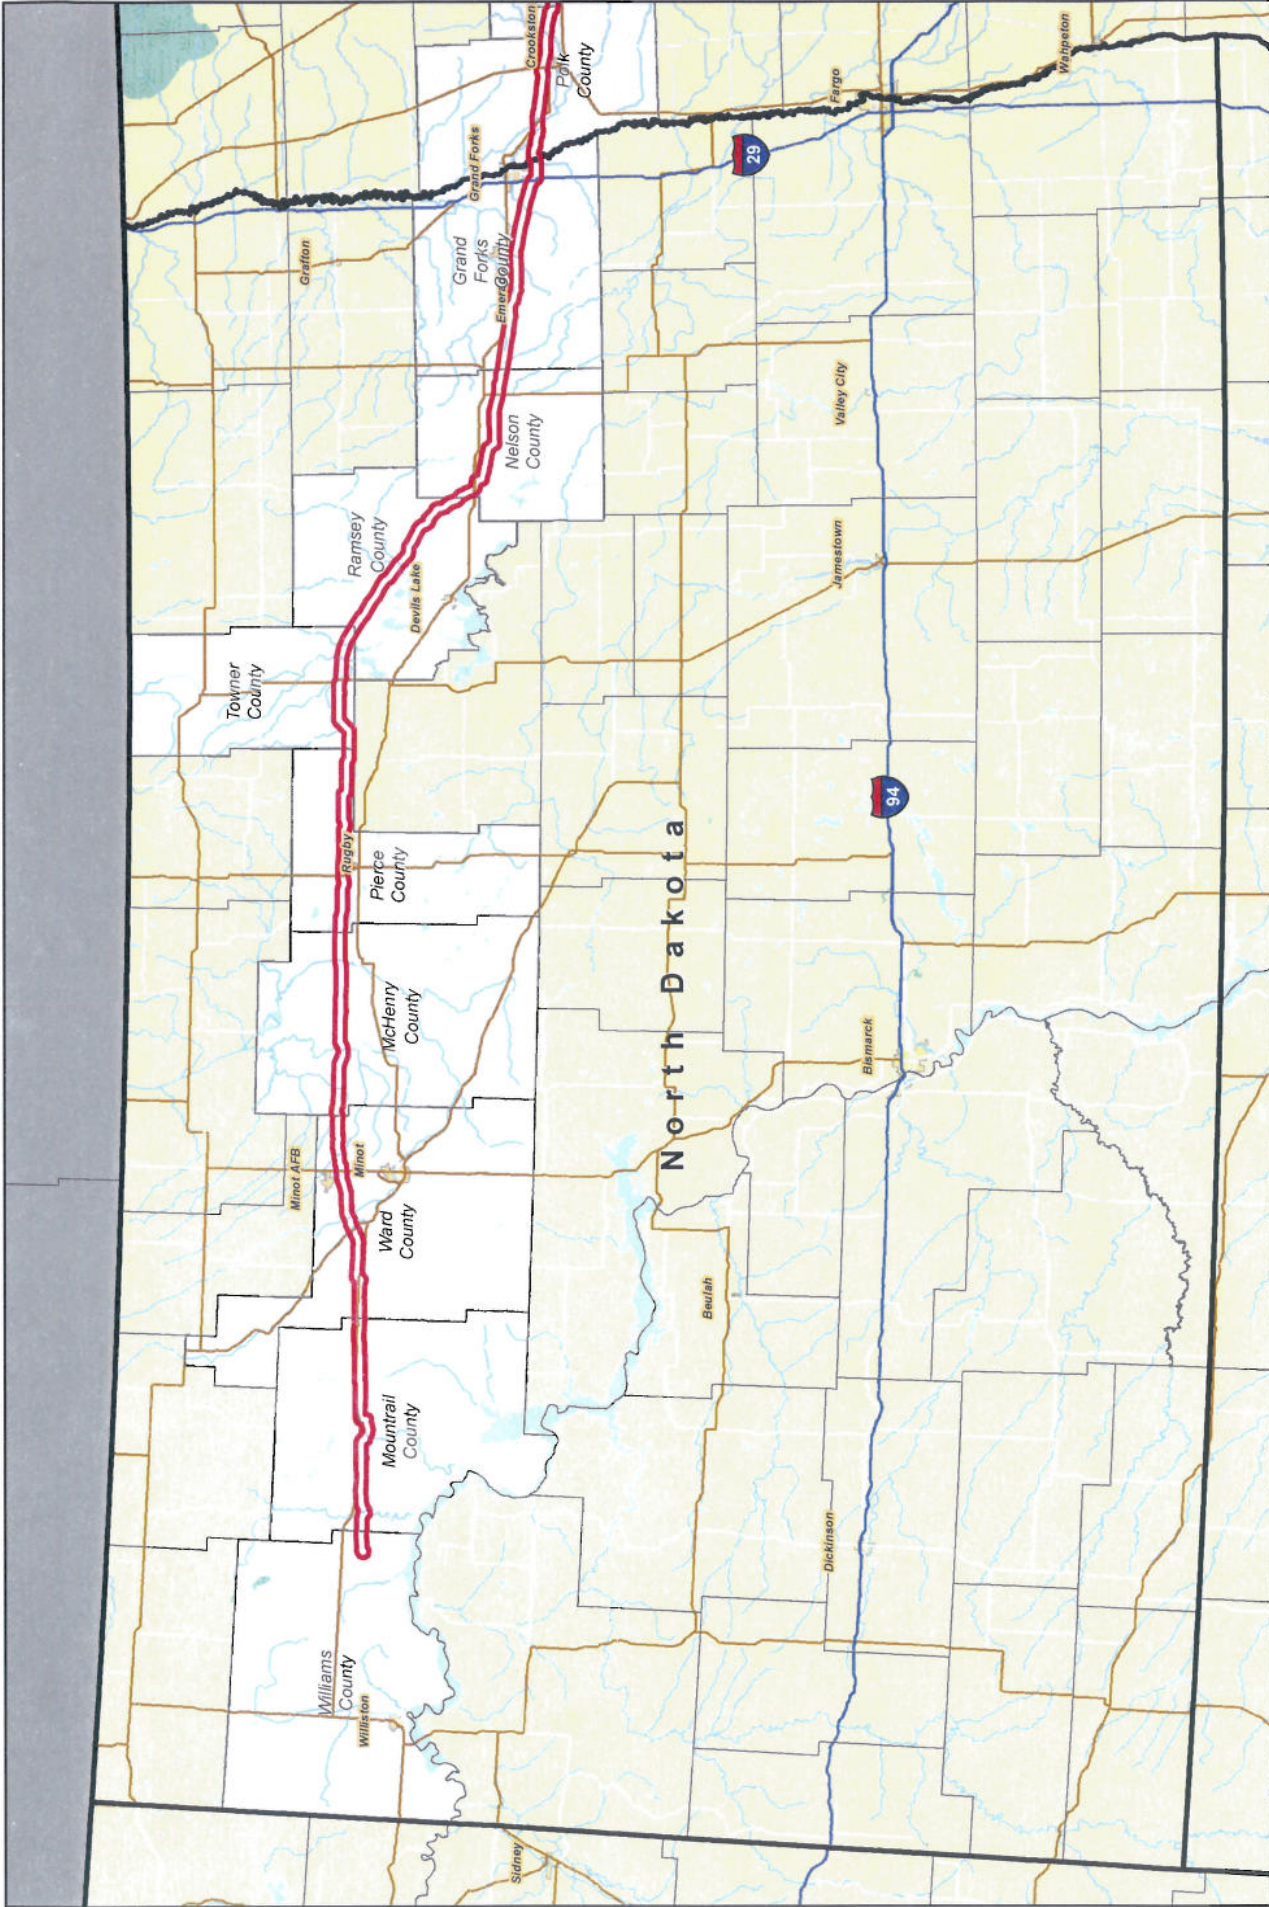 Williams
County
Williston
Sidney
Mountrail
County
Ward
County
Minot AFB
Minot
McHenry
County
Pierce
County
Rugby
Towner
County
Ramsey
County
Devils Lake
Nelson
County
Grand
Forks
County
Emerado
Grafton
Grand Forks
Crookston
Polk
County
29
North Dakota
94
Beulah
Dickinson
Bismarck
Jamestown
Valley City
Fargo
Wahpeton